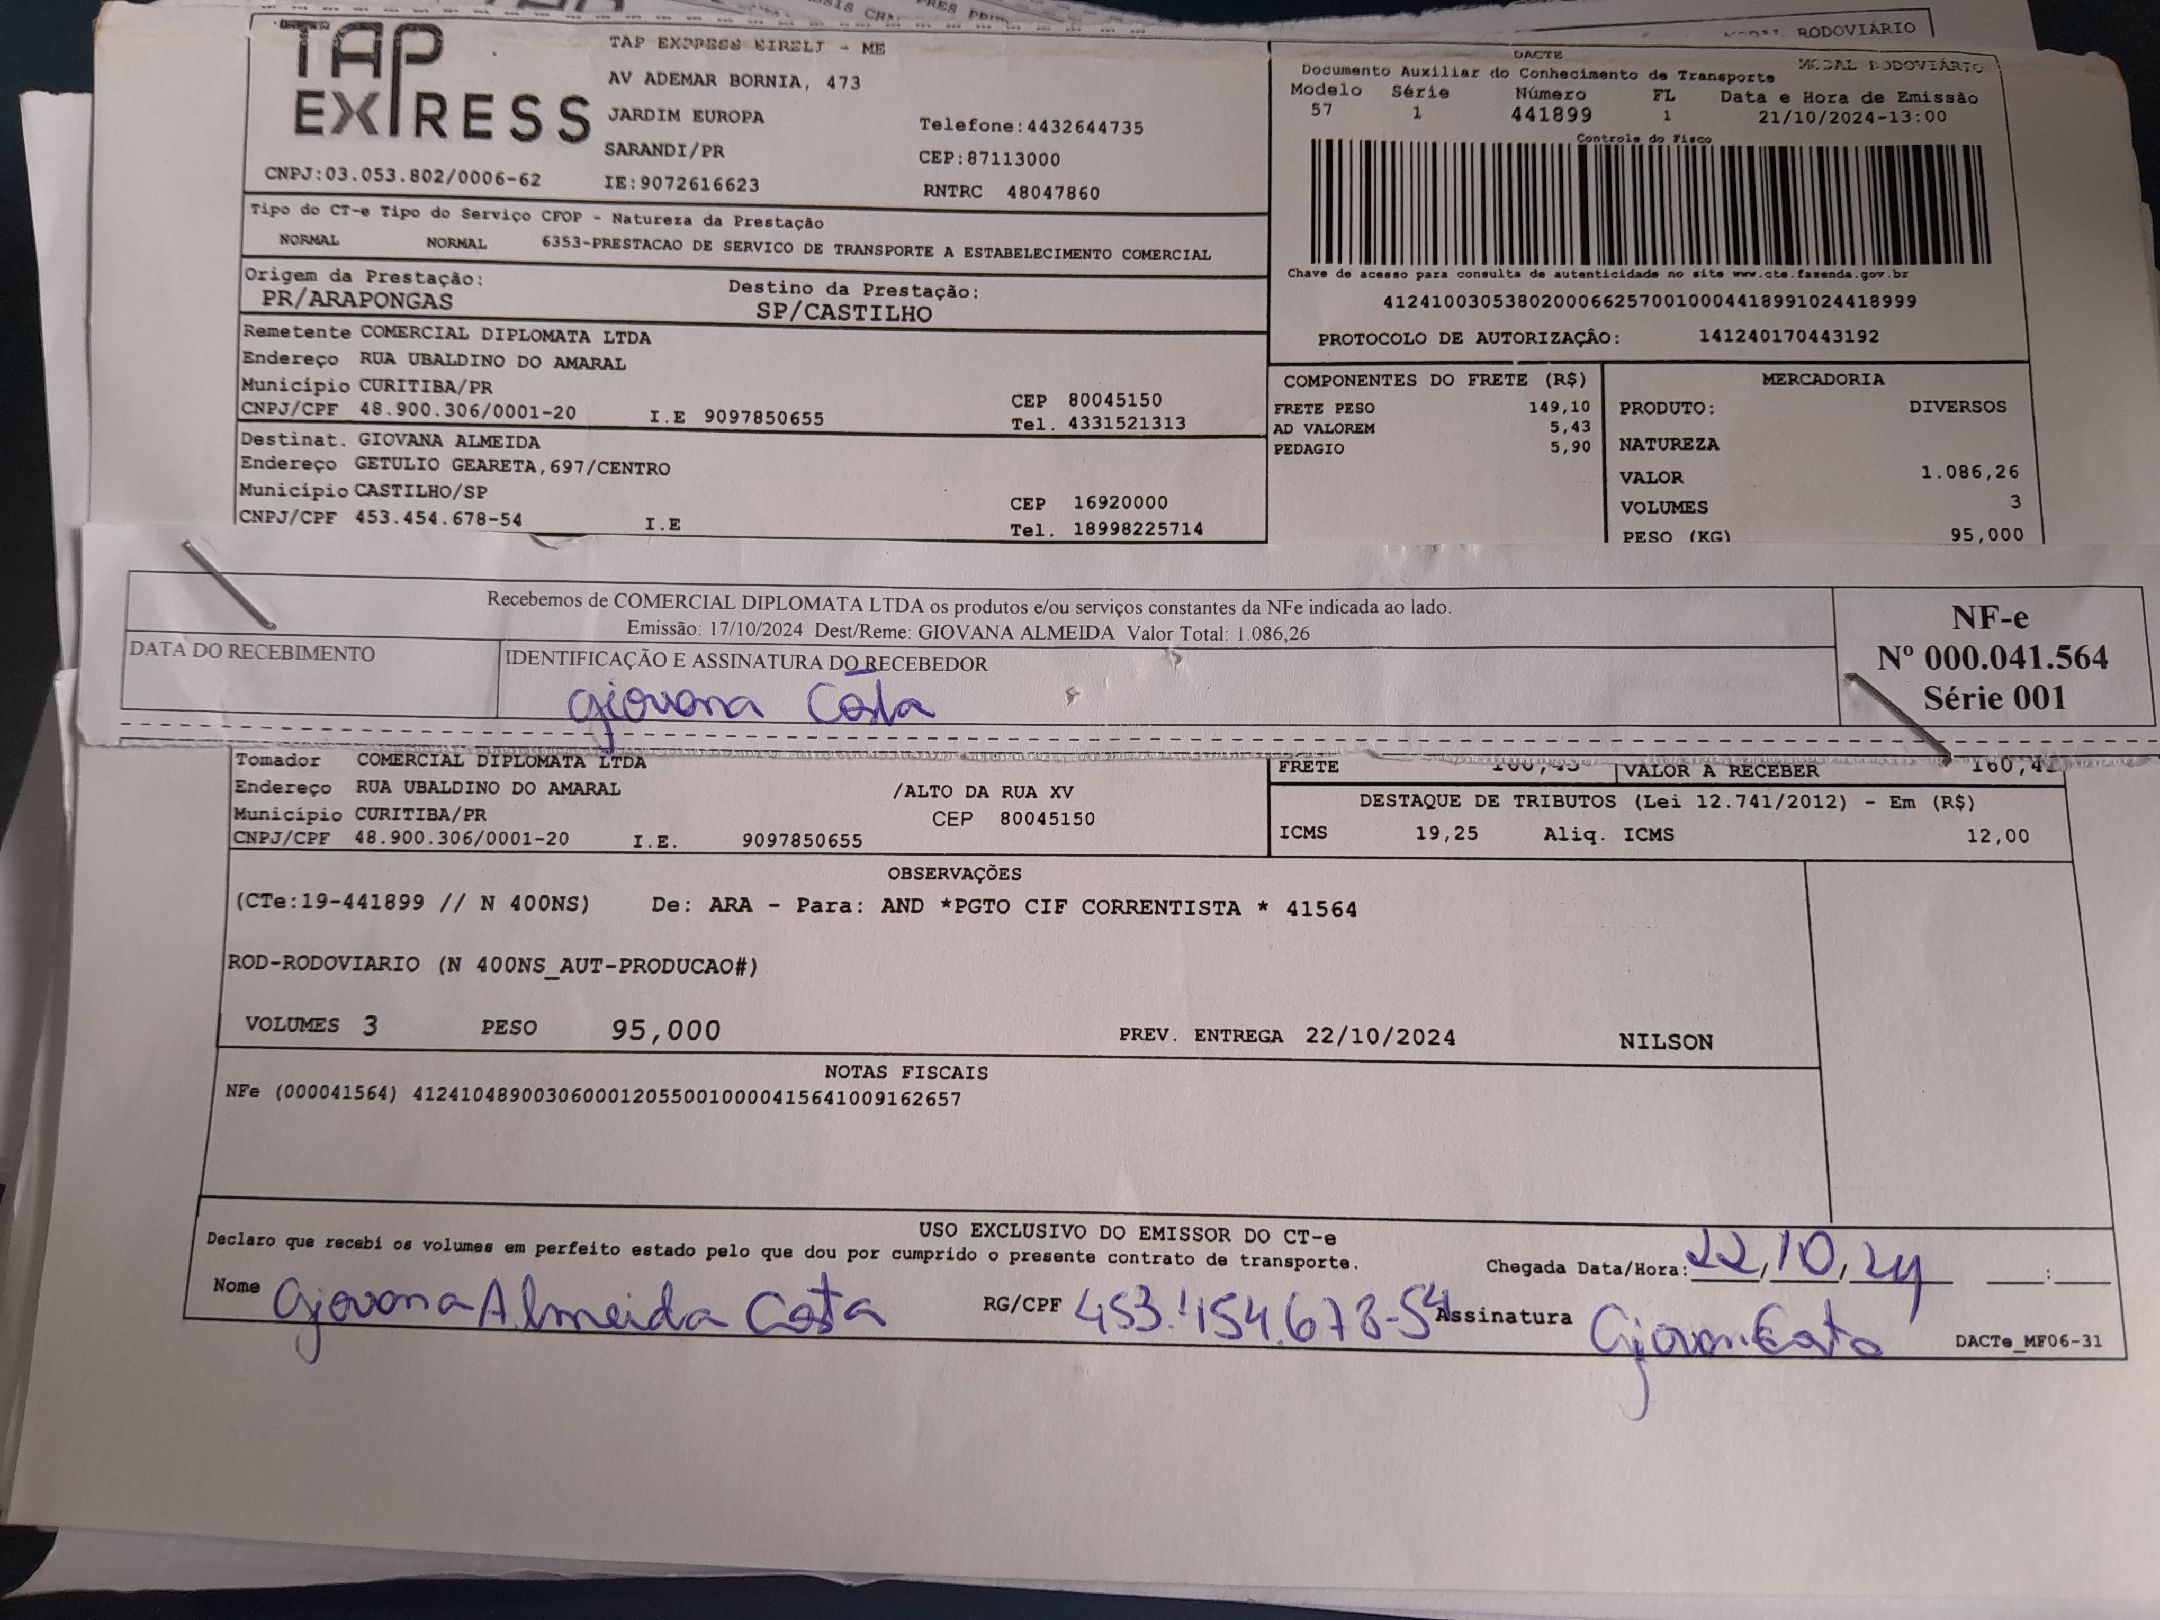 RODOVIÁRIO
TAP
EXPRESS
CNPJ:03.053.802/0006-62
TAP EXPRESS EIRELI - ME
AV ADEMAR BORNIA, 473
JARDIM EUROPA
SARANDI/PR
IE:9072616623
Telefone:4432644735
CEP:87113000
RNTRC 48047860
DACTE
MODAL RODOVIÁRIO
Documento Auxiliar do Conhecimento de Transporte
Modelo Série Número FL Data e Hora de Emissão
57 1 441899 1 21/10/2024-13:00
Controle do Fisco
Chave de acesso para consulta de autenticidade no site www.cte.fazenda.gov.br
41241003053802000662570010004418991024418999
PROTOCOLO DE AUTORIZAÇÃO: 141240170443192
Tipo do CT-e Tipo do Serviço CFOP - Natureza da Prestação
NORMAL NORMAL 6353-PRESTACAO DE SERVICO DE TRANSPORTE A ESTABELECIMENTO COMERCIAL
Origem da Prestação: Destino da Prestação:
PR/ARAPONGAS SP/CASTILHO
Remetente COMERCIAL DIPLOMATA LTDA
Endereço RUA UBALDINO DO AMARAL
Município CURITIBA/PR CEP 80045150
CNPJ/CPF 48.900.306/0001-20 I.E 9097850655 Tel. 4331521313
Destinat. GIOVANA ALMEIDA
Endereço GETULIO GEARETA,697/CENTRO
Município CASTILHO/SP CEP 16920000
CNPJ/CPF 453.454.678-54 I.E Tel. 18998225714
COMPONENTES DO FRETE (R$)
FRETE PESO 149,10
AD VALOREM 5,43
PEDAGIO 5,90
MERCADORIA
PRODUTO: DIVERSOS
NATUREZA
VALOR 1.086,26
VOLUMES 3
PESO (KG) 95,000
Recebemos de COMERCIAL DIPLOMATA LTDA os produtos e/ou serviços constantes da NFe indicada ao lado.
Emissão: 17/10/2024 Dest/Reme: GIOVANA ALMEIDA Valor Total: 1.086,26
DATA DO RECEBIMENTO IDENTIFICAÇÃO E ASSINATURA DO RECEBEDOR
giovana Costa
NF-e
Nº 000.041.564
Série 001
Tomador COMERCIAL DIPLOMATA LTDA
Endereço RUA UBALDINO DO AMARAL /ALTO DA RUA XV
Município CURITIBA/PR CEP 80045150
CNPJ/CPF 48.900.306/0001-20 I.E. 9097850655
FRETE 160,43 VALOR A RECEBER
DESTAQUE DE TRIBUTOS (Lei 12.741/2012) - Em (R$)
ICMS 19,25 Aliq. ICMS 12,00
OBSERVAÇÕES
(CTe:19-441899 // N 400NS) De: ARA - Para: AND *PGTO CIF CORRENTISTA * 41564
ROD-RODOVIARIO (N 400NS_AUT-PRODUCAO#)
VOLUMES 3 PESO 95,000 PREV. ENTREGA 22/10/2024 NILSON
NOTAS FISCAIS
NFe (000041564) 41241048900306000120550010000415641009162657
USO EXCLUSIVO DO EMISSOR DO CT-e
Declaro que recebi os volumes em perfeito estado pelo que dou por cumprido o presente contrato de transporte.
Chegada Data/Hora: 22/10/24 :
Nome Giovana Almeida Costa RG/CPF 453.454.678-54 Assinatura Giovana Costa
DACTe_MF06-31